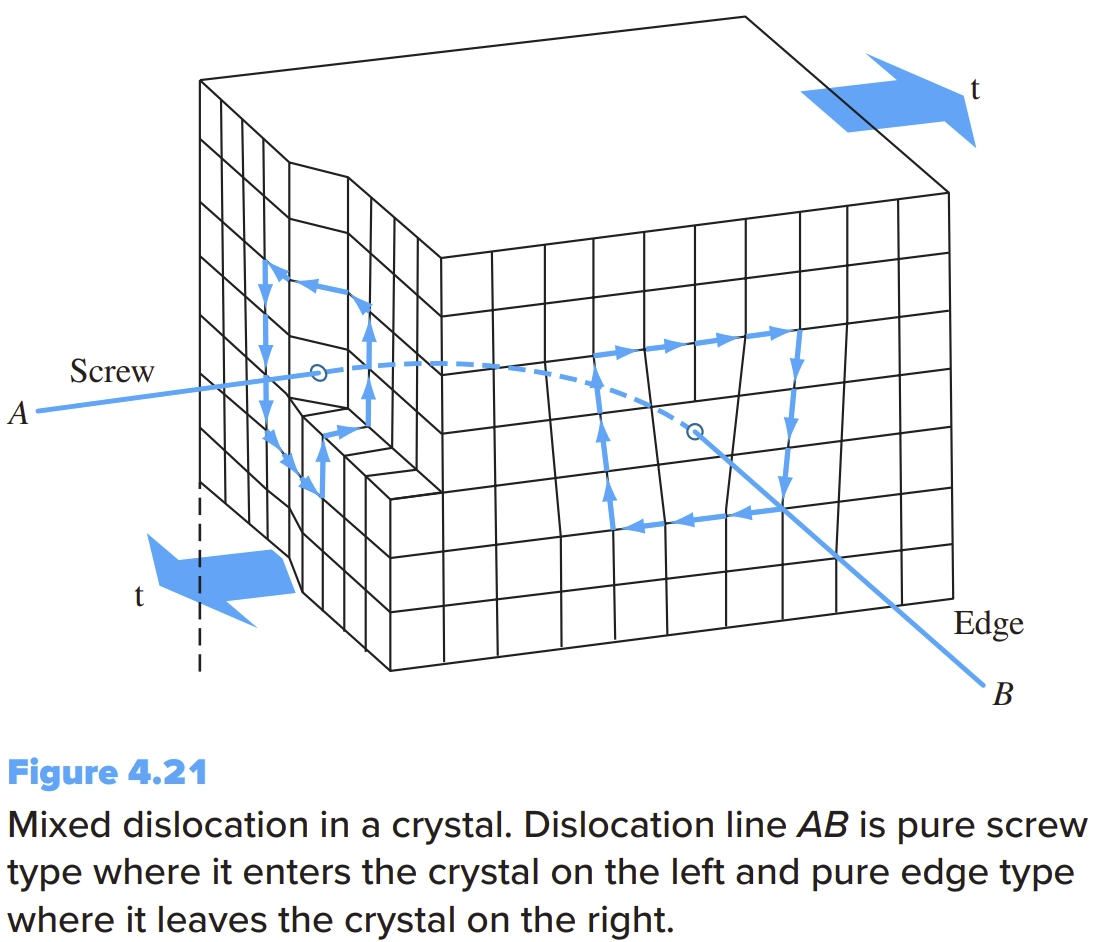 t
Screw
A
t
Edge
B
Figure 4.21
Mixed dislocation in a crystal. Dislocation line AB is pure screw
type where it enters the crystal on the left and pure edge type
where it leaves the crystal on the right.